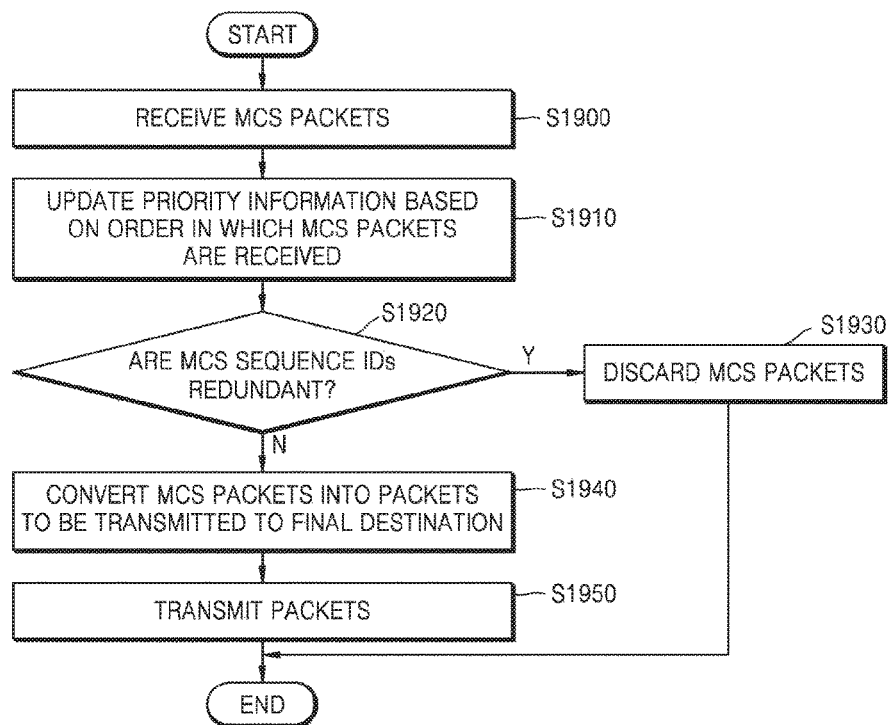 START
RECEIVE MCS PACKETS
S1900
UPDATE PRIORITY INFORMATION BASED
ON ORDER IN WHICH MCS PACKETS
ARE RECEIVED
S1910
S1920
ARE MCS SEQUENCE IDs
REDUNDANT?
Y
S1930
DISCARD MCS PACKETS
N
CONVERT MCS PACKETS INTO PACKETS
TO BE TRANSMITTED TO FINAL DESTINATION
S1940
TRANSMIT PACKETS
S1950
END